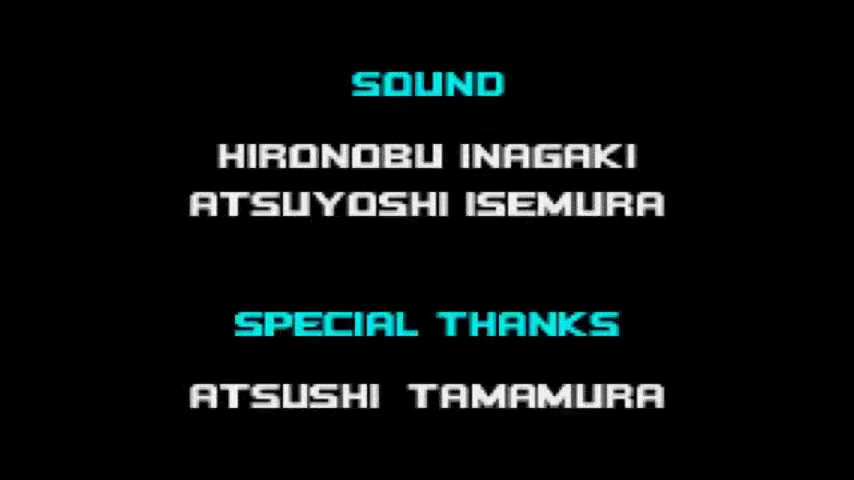 SOUND
HIRONOBU INAGAKI
ATSUYOSHI ISEMURA
SPECIAL THANKS
ATSUSHI TAMAMURA